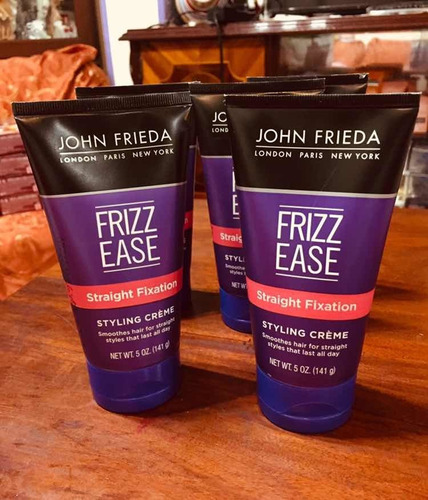 JOHN FRIEDA
LONDON PARIS NEW YORK
FRIZZ
EASE
Straight Fixation
STYLING CRÈME
Smoothes hair for straight
styles that last all day
NET WT. 5 OZ. (141 g)
JOHN FRIEDA
LONDON PARIS NEW YORK
FRIZZ
EASE
Straight Fixation
STYLING CRÈME
Smoothes hair for straight
styles that last all day
NET WT. 5 OZ. (141 g)